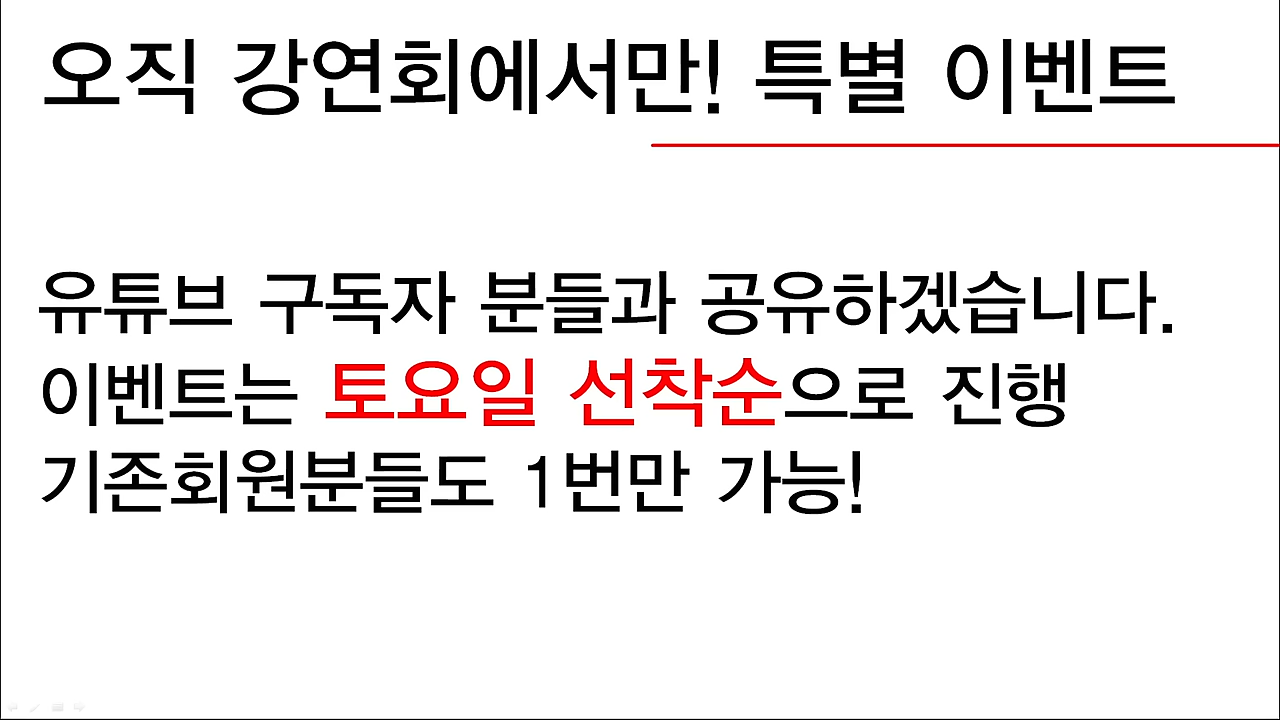 오직 강연회에서만! 특별 이벤트
유튜브 구독자 분들과 공유하겠습니다.
이벤트는 토요일 선착순으로 진행
기존회원분들도 1번만 가능!